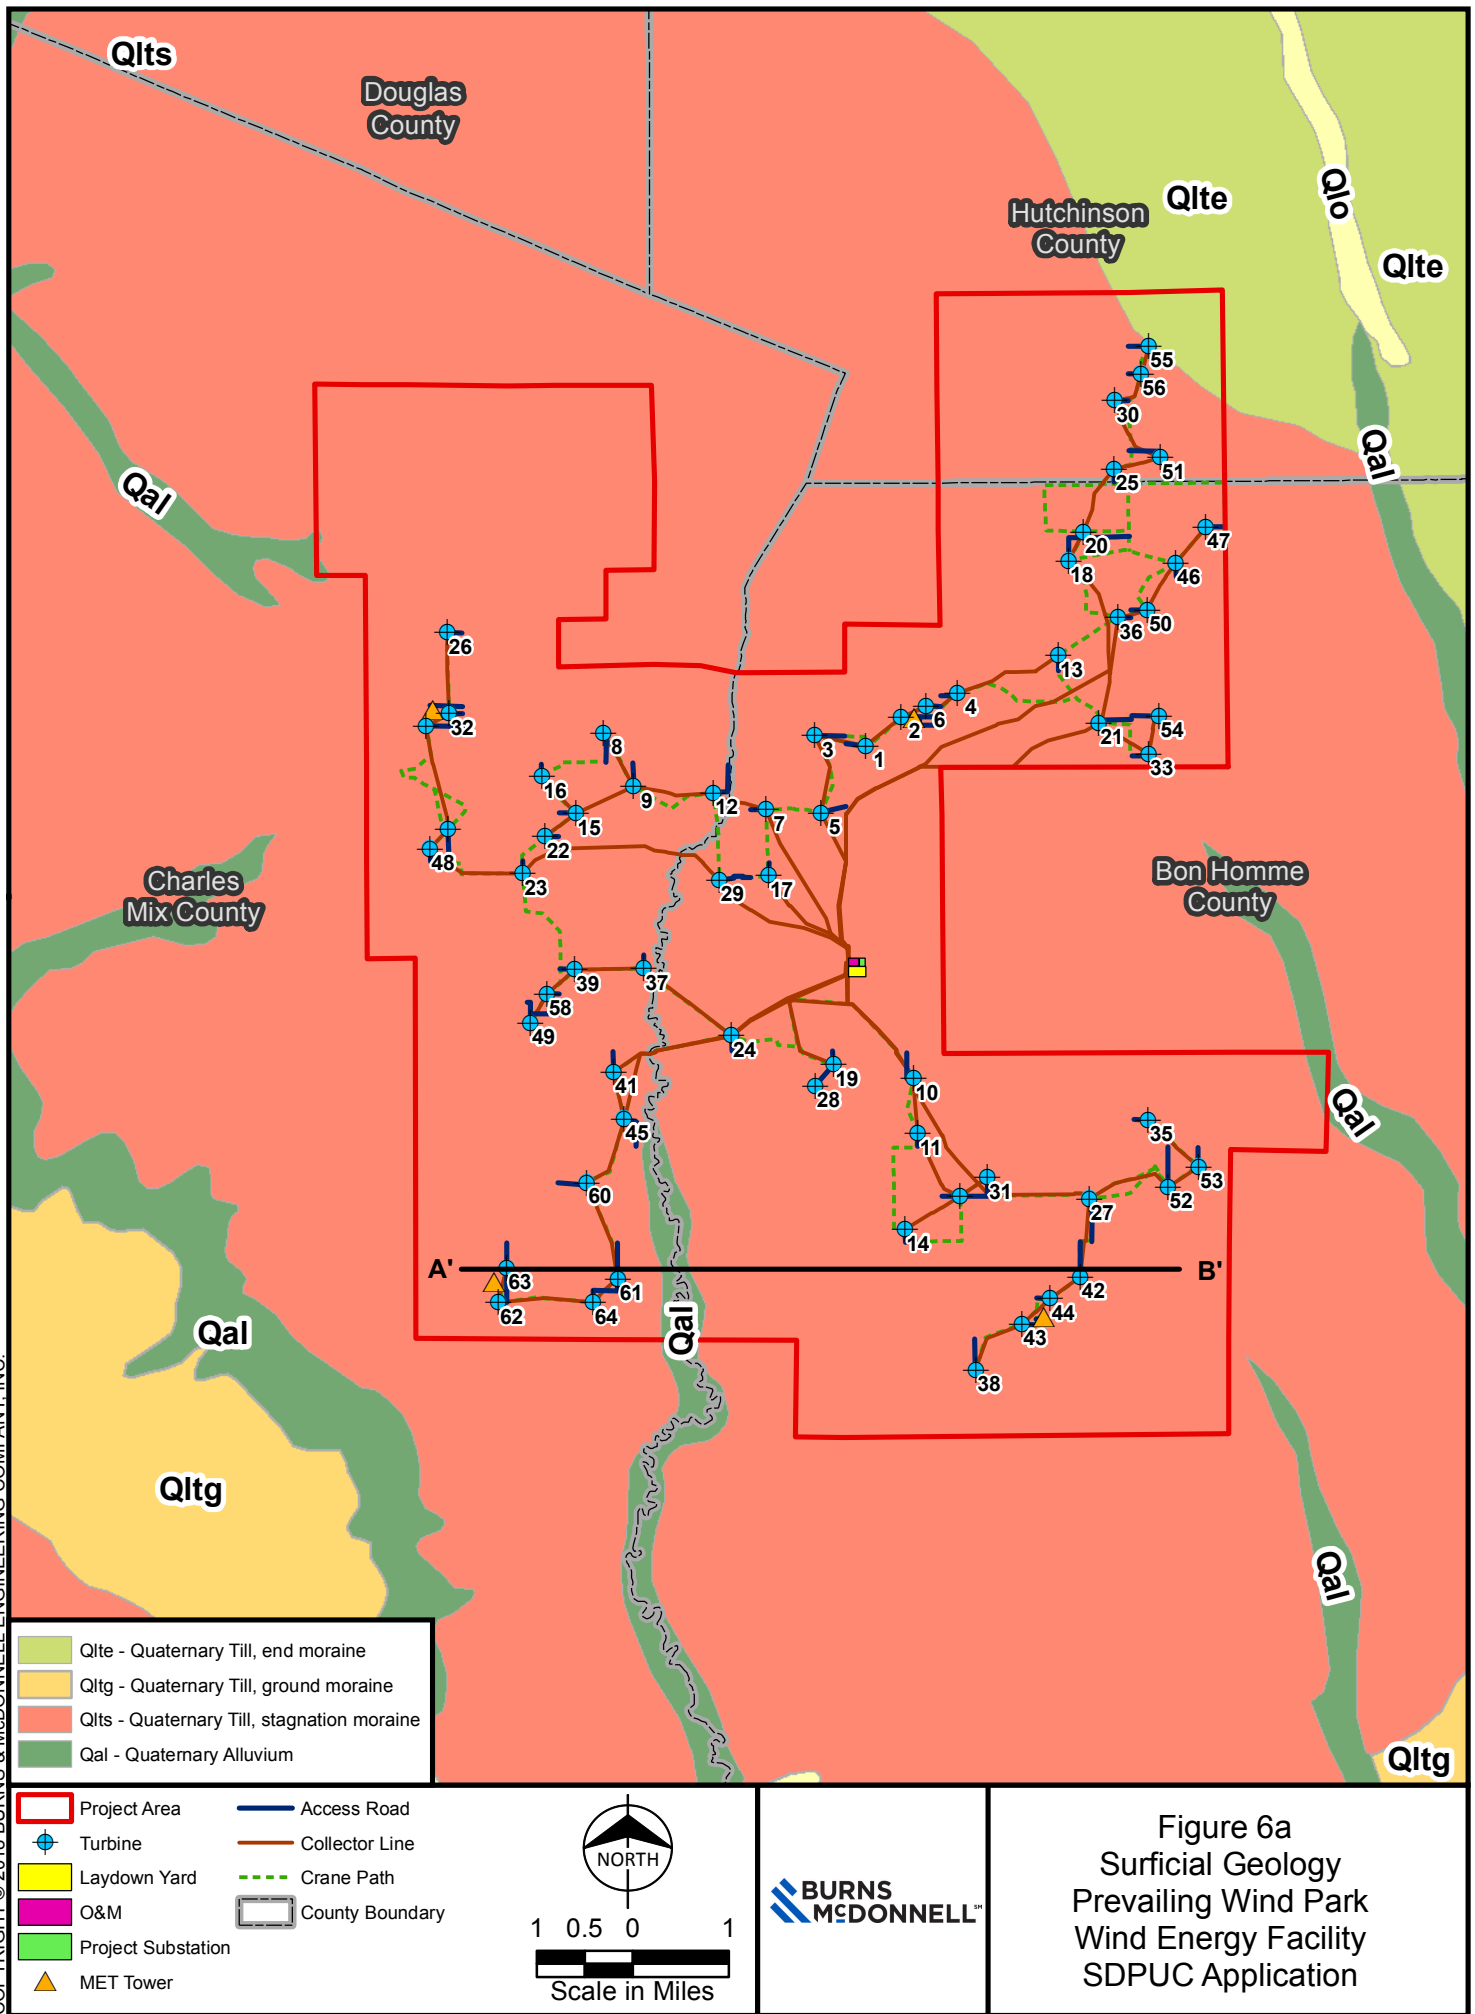 Qlts
Douglas
County
Hutchinson
County
Qlte
Qlo
Qlte
55
56
30
51
25
Qal
Qal
20
47
18
46
50
36
26
13
4
6
2
32
54
21
3
1
8
33
16
9
12
7
5
15
22
48
23
29
17
Charles
Mix County
Bon Homme
County
37
39
58
49
24
19
41
28
10
Qal
45
35
11
53
60
31
52
27
14
A'
B'
63
61
42
62
64
44
Qal
Qal
43
38
Qltg
Qal
Qltg
Qlte - Quaternary Till, end moraine
Qltg - Quaternary Till, ground moraine
Qlts - Quaternary Till, stagnation moraine
Qal - Quaternary Alluvium
Project Area
Turbine
Laydown Yard
O&M
Project Substation
MET Tower
Access Road
Collector Line
Crane Path
County Boundary
NORTH
1 0.5 0 1
Scale in Miles
BURNS
McDONNELL SM
Figure 6a
Surficial Geology
Prevailing Wind Park
Wind Energy Facility
SDPUC Application